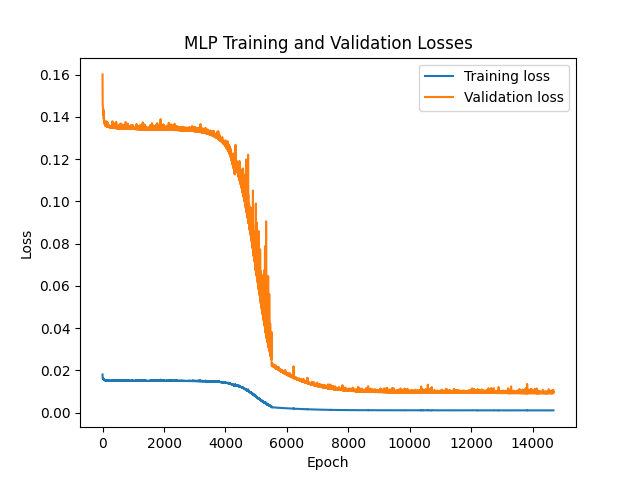 MLP Training and Validation Losses
Training loss
Validation loss
0.16
0.14
0.12
0.10
0.08
0.06
0.04
0.02
0.00
Loss
0 2000 4000 6000 8000 10000 12000 14000
Epoch